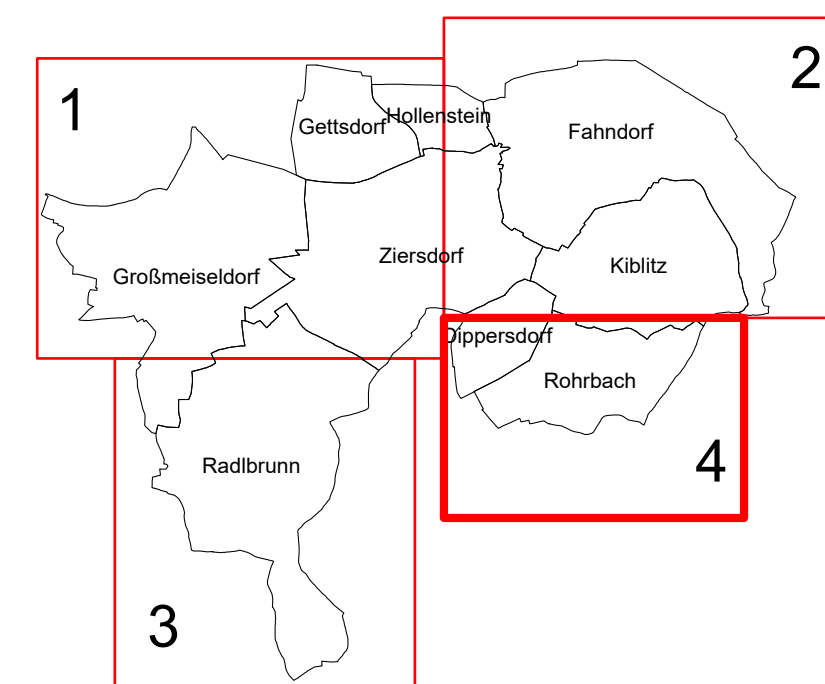 1
2
Hollenstein
Gettsdorf
Fahndorf
Ziersdorf
Kiblitz
Großmeiseldorf
Dippersdorf
Rohrbach
4
Radlbrunn
3